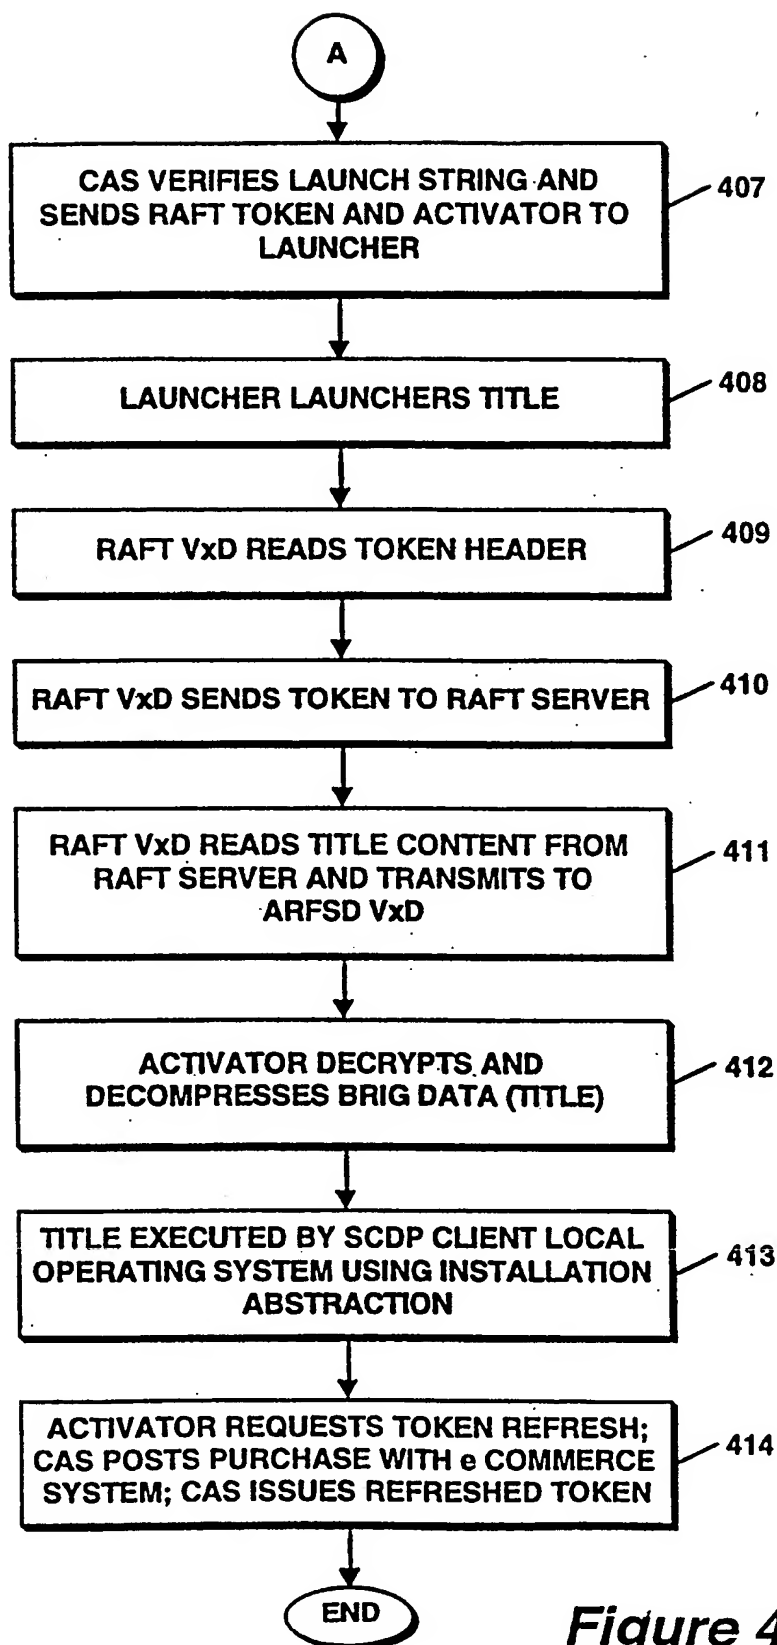 A
CAS VERIFIES LAUNCH STRING AND
SENDS RAFT TOKEN AND ACTIVATOR TO
LAUNCHER
407
LAUNCHER LAUNCHERS TITLE
408
RAFT VxD READS TOKEN HEADER
409
RAFT VxD SENDS TOKEN TO RAFT SERVER
410
RAFT VxD READS TITLE CONTENT FROM
RAFT SERVER AND TRANSMITS TO
ARFSD VxD
411
ACTIVATOR DECRYPTS AND
DECOMPRESSES BRIG DATA (TITLE)
412
TITLE EXECUTED BY SCDP CLIENT LOCAL
OPERATING SYSTEM USING INSTALLATION
ABSTRACTION
413
ACTIVATOR REQUESTS TOKEN REFRESH;
CAS POSTS PURCHASE WITH e COMMERCE
SYSTEM; CAS ISSUES REFRESHED TOKEN
414
END
Figure 4